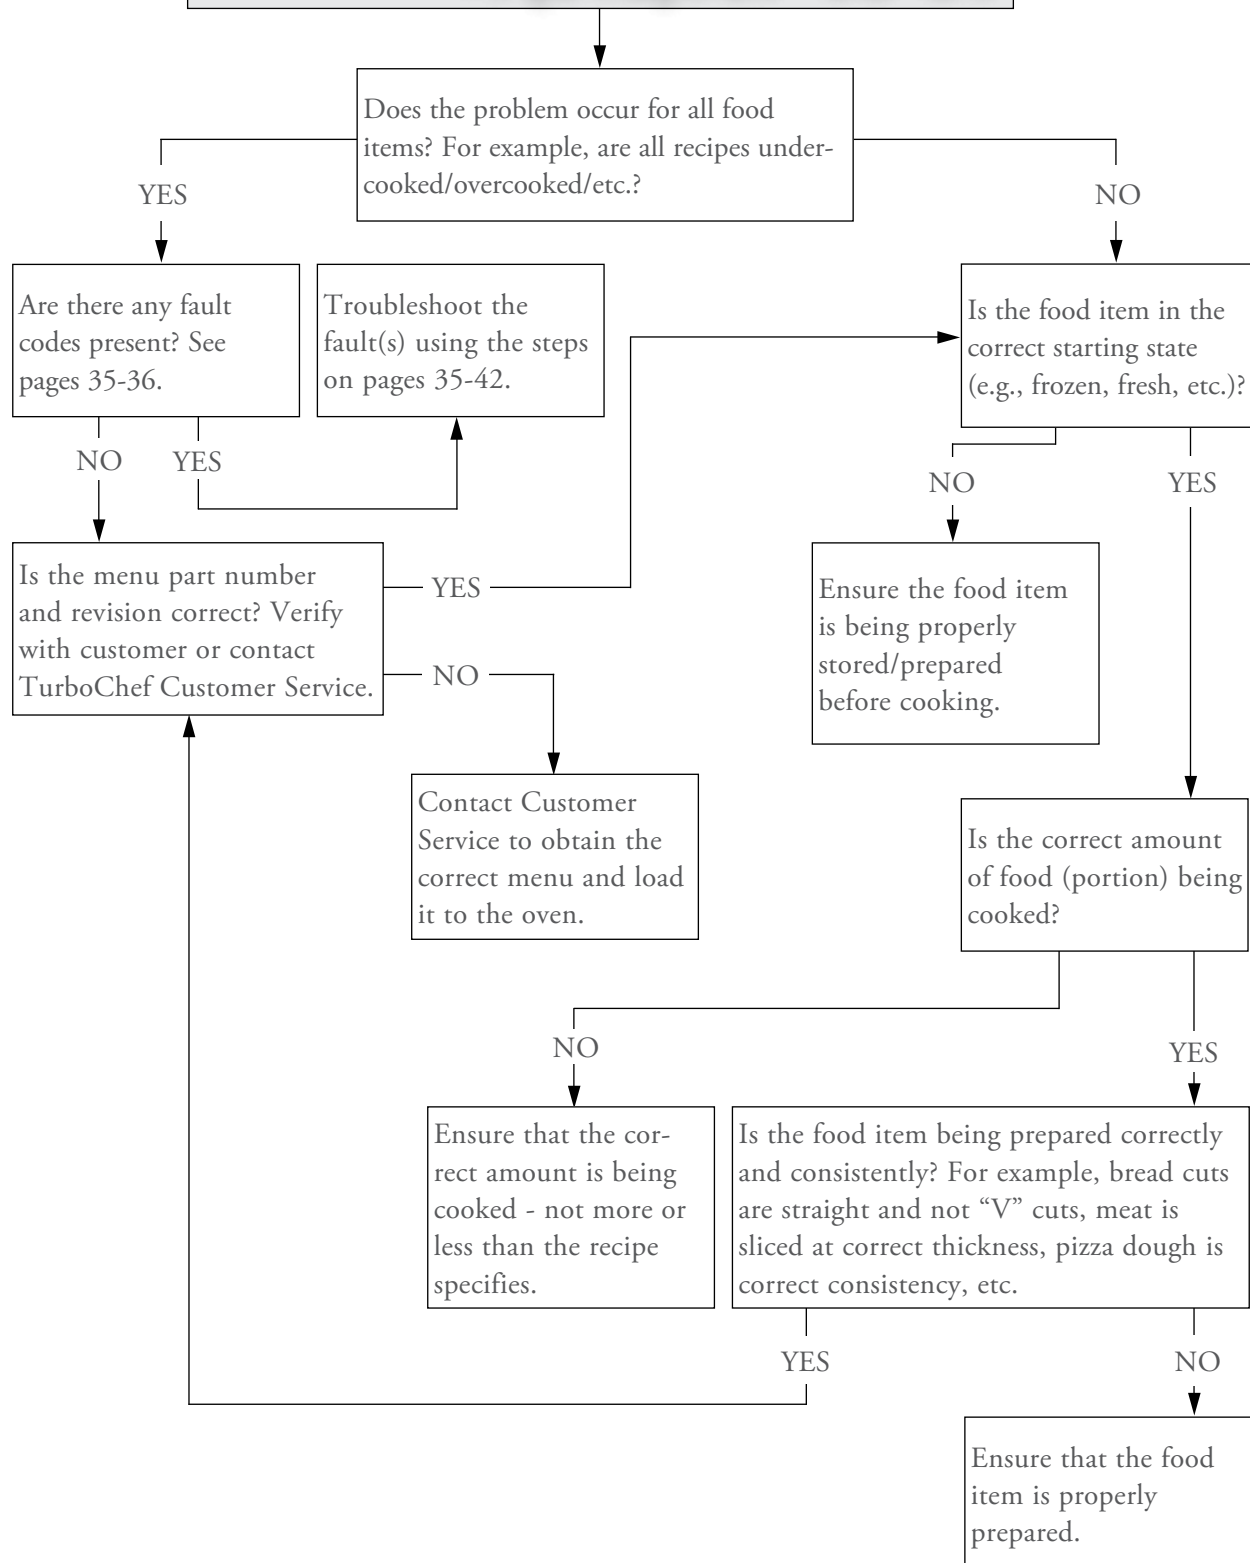 Does the problem occur for all food
items? For example, are all recipes under-
cooked/overcooked/etc.?
YES
NO
Are there any fault
codes present? See
pages 35-36.
Troubleshoot the
fault(s) using the steps
on pages 35-42.
Is the food item in the
correct starting state
(e.g., frozen, fresh, etc.)?
NO
YES
NO
YES
Is the menu part number
and revision correct? Verify
with customer or contact
TurboChef Customer Service.
YES
NO
Ensure the food item
is being properly
stored/prepared
before cooking.
Contact Customer
Service to obtain the
correct menu and load
it to the oven.
Is the correct amount
of food (portion) being
cooked?
NO
YES
Ensure that the cor-
rect amount is being
cooked - not more or
less than the recipe
specifies.
Is the food item being prepared correctly
and consistently? For example, bread cuts
are straight and not “V” cuts, meat is
sliced at correct thickness, pizza dough is
correct consistency, etc.
YES
NO
Ensure that the food
item is properly
prepared.